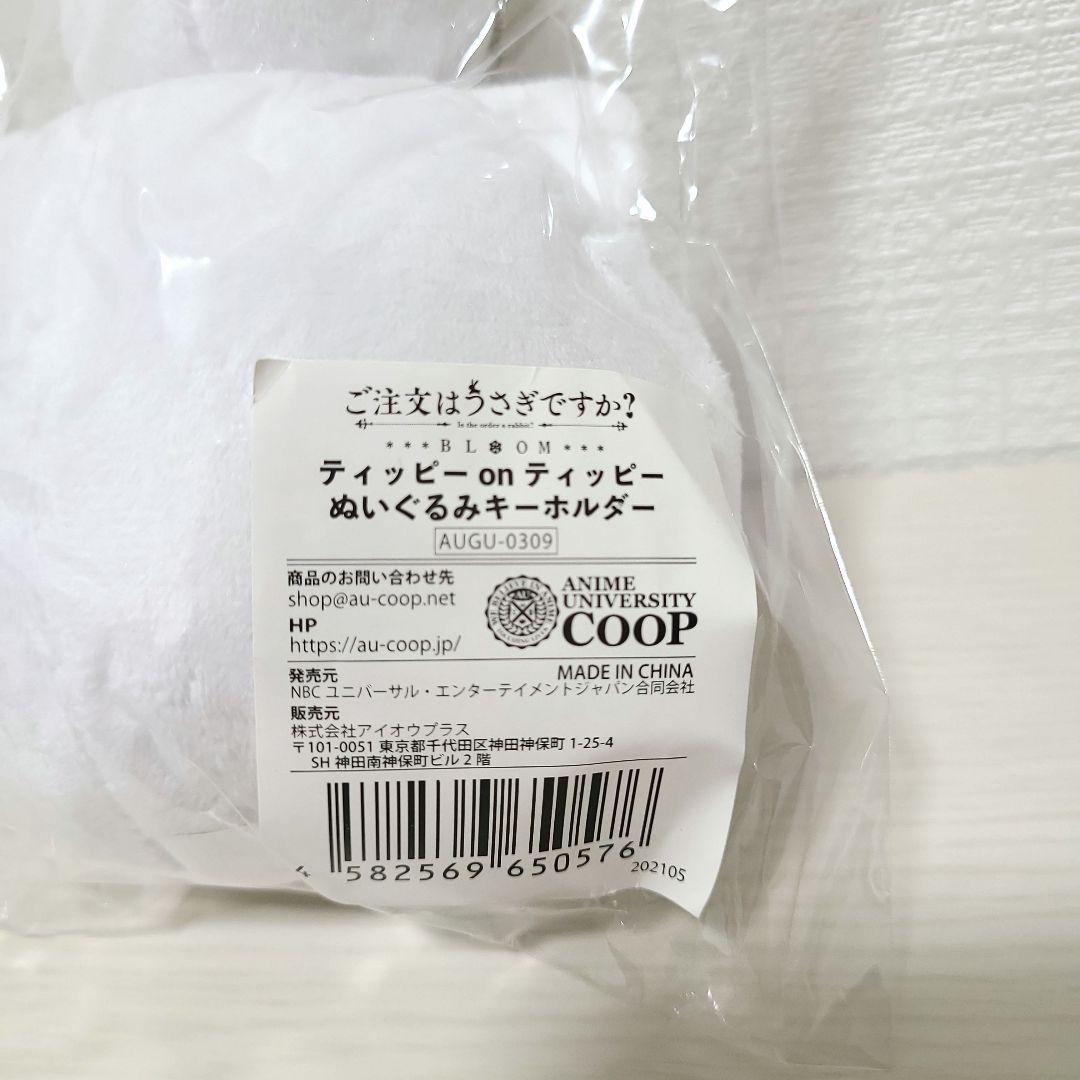 ご注文はうさぎですか?
Is the order a rabbit?
***BLOOM***
ティッピー on ティッピー
ぬいぐるみキーホルダー
AUGU-0309
商品のお問い合わせ先
shop@au-coop.net
HP
https://au-coop.jp/
ANIME
UNIVERSITY
COOP
MADE IN CHINA
発売元
NBC ユニバーサル・エンターテイメントジャパン合同会社
販売元
株式会社アイオウプラス
〒101-0051 東京都千代田区神田神保町 1-25-4
SH 神田南神保町ビル 2 階
4 582569 650576
202105